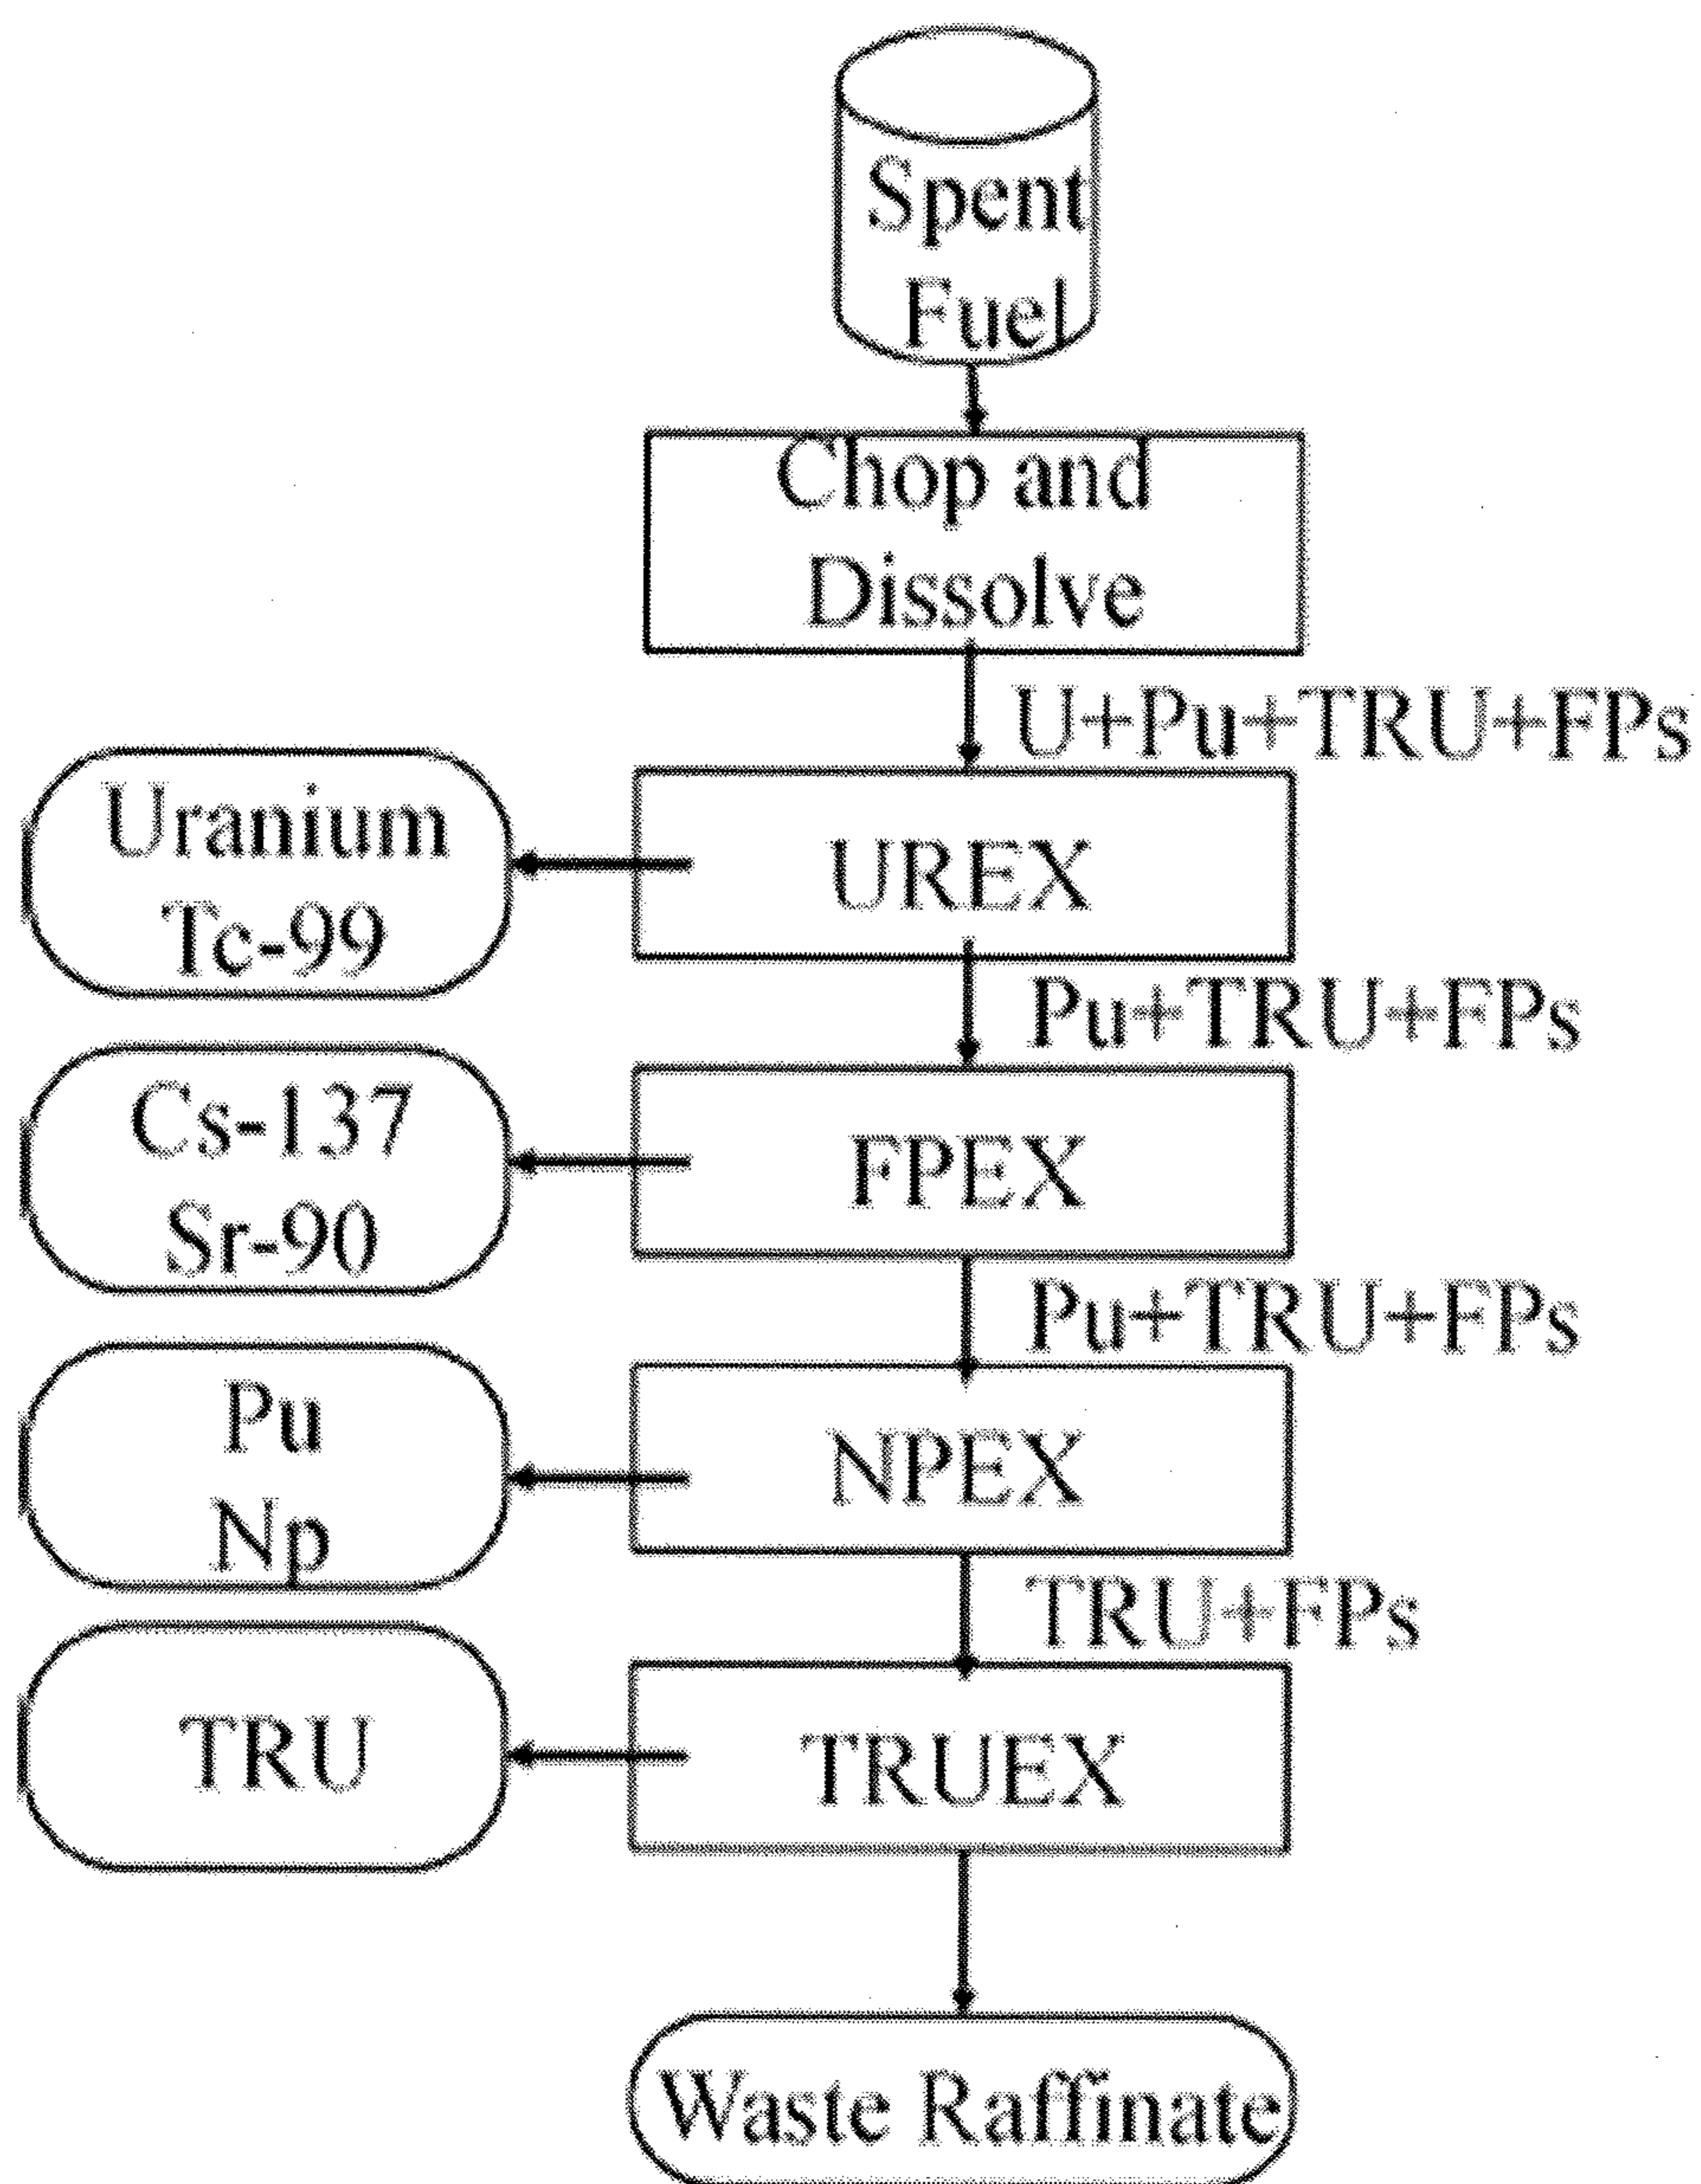 Spent
Fuel
Chop and
Dissolve
U+Pu+TRU+FPs
Uranium
Tc-99
UREX
Pu+TRU+FPs
Cs-137
Sr-90
FPEX
Pu+TRU+FPs
Pu
Np
NPEX
TRU+FPs
TRU
TRUEX
Waste Raffinate